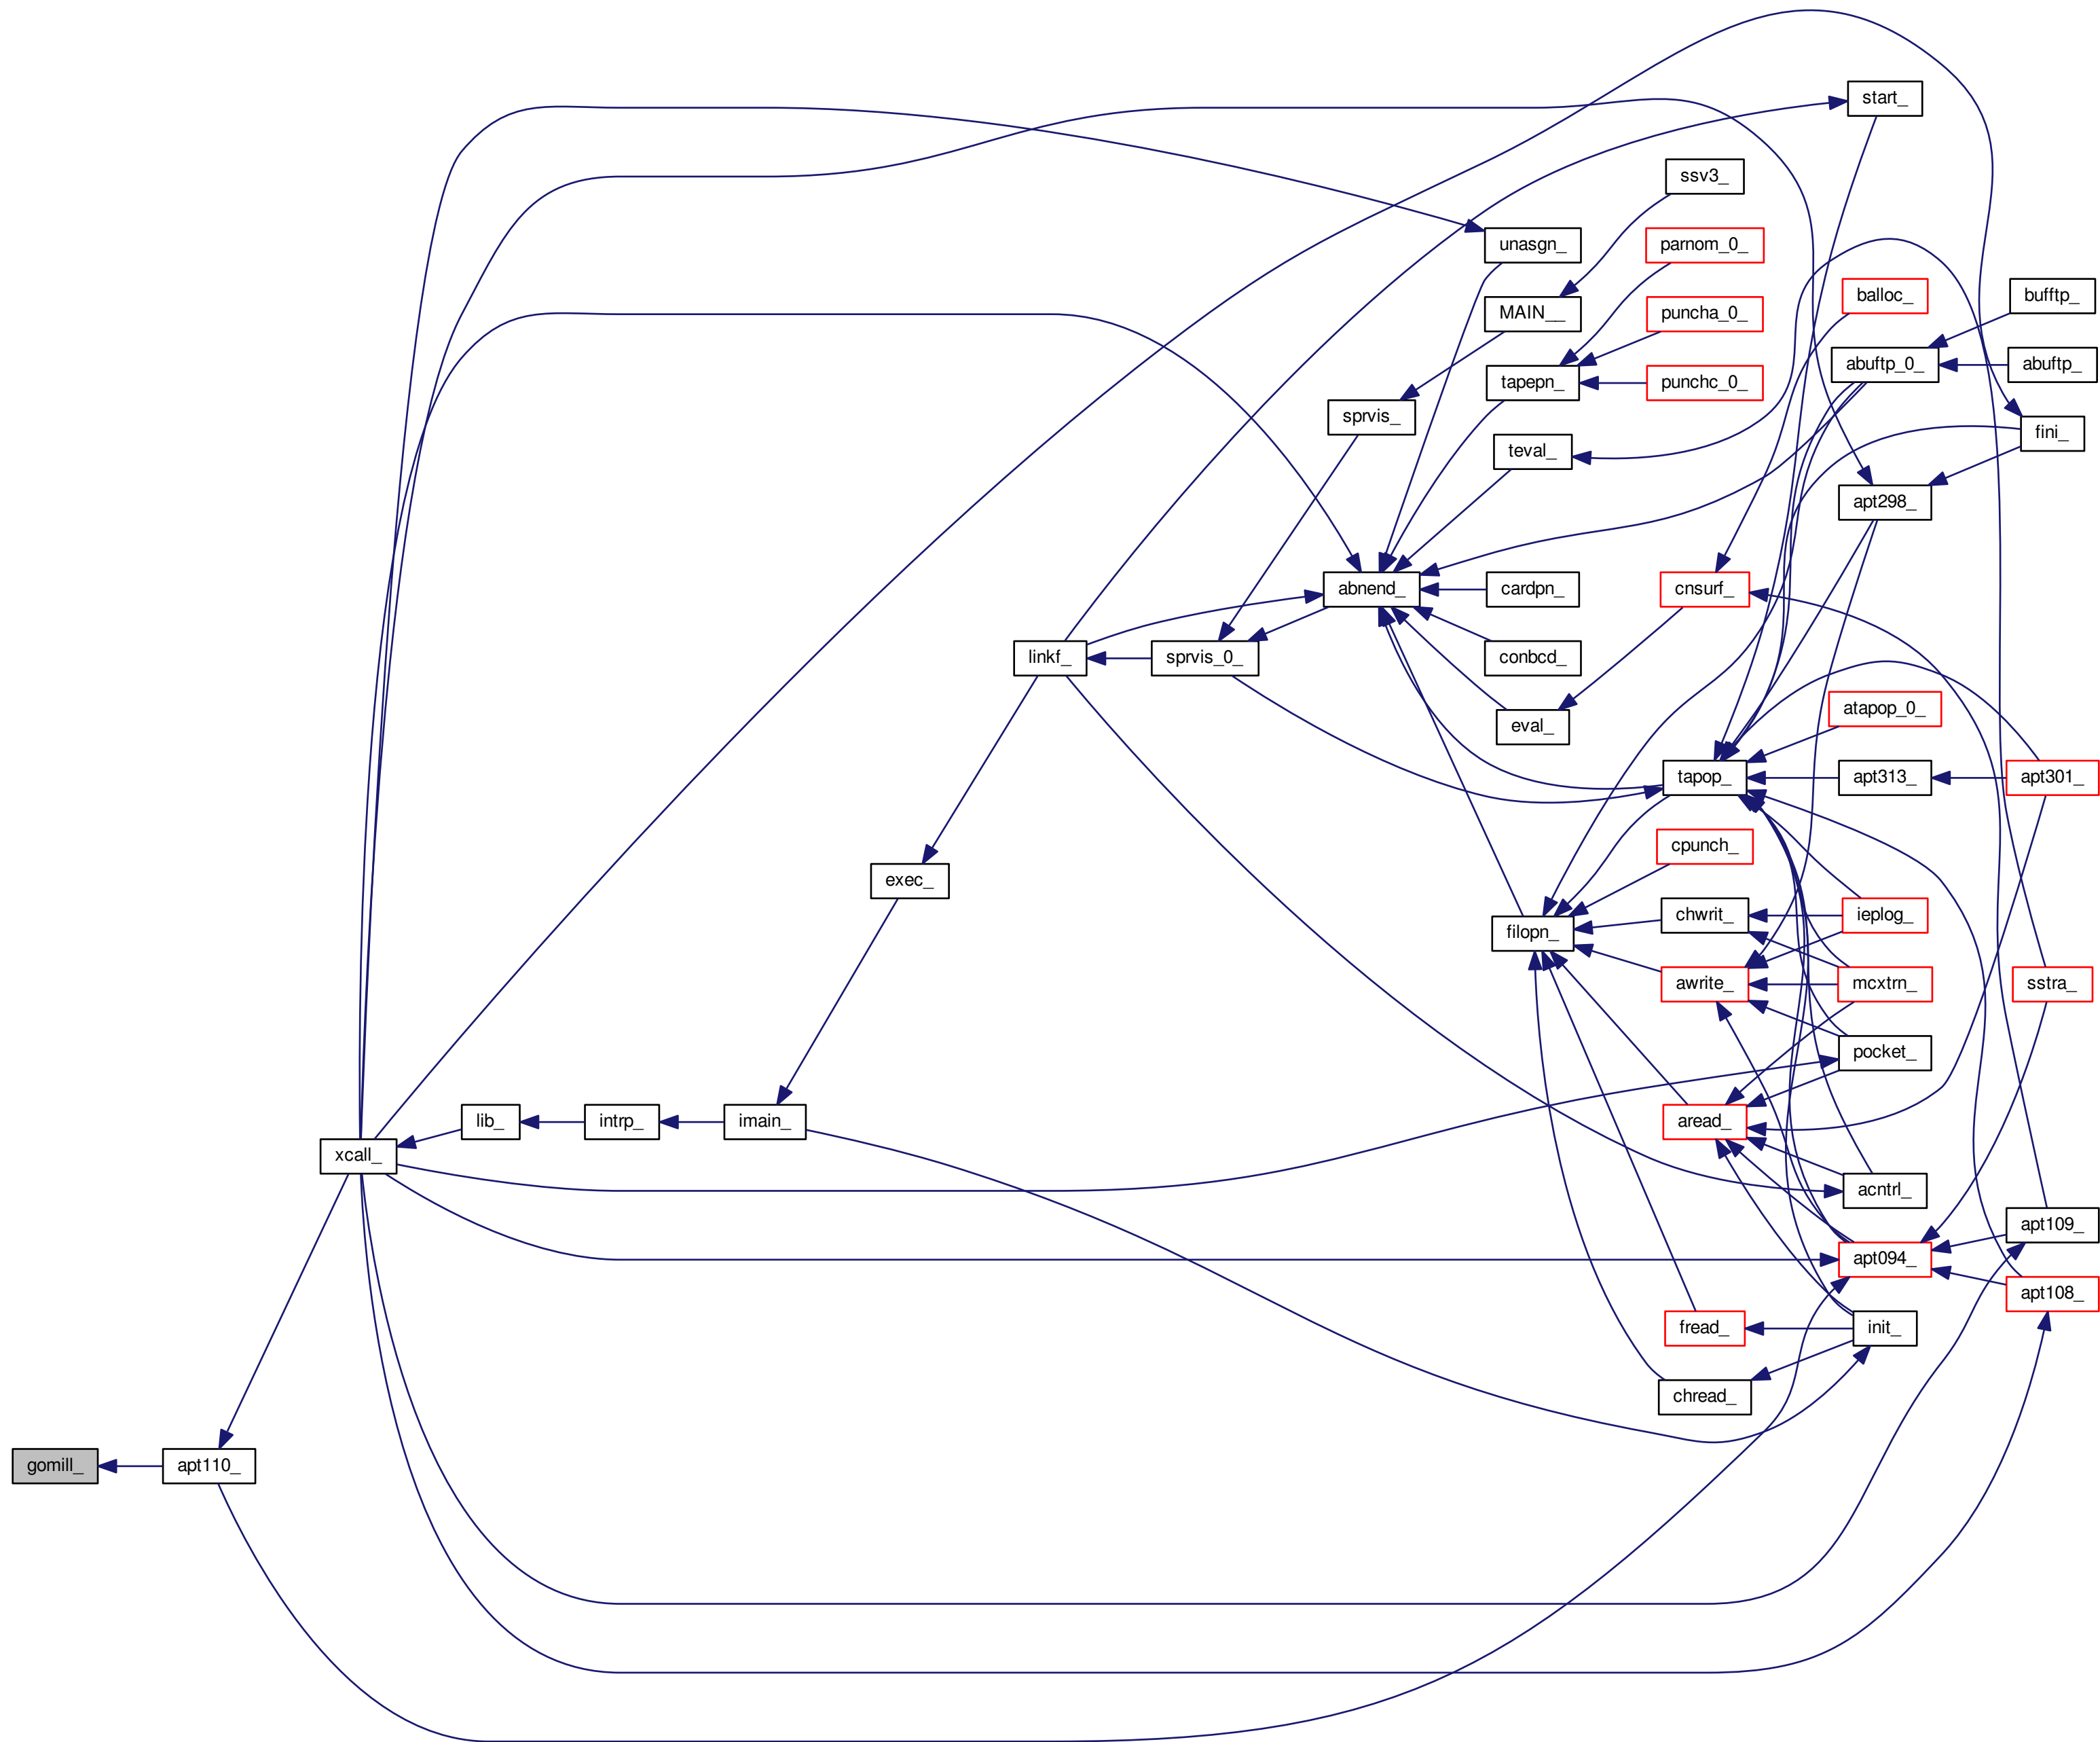 start_
ssv3_
unasgn_
parnom_0_
balloc_
bufftp_
MAIN__
puncha_0_
abuftp_0_
abuftp_
tapepn_
punchc_0_
sprvis_
fini_
teval_
apt298_
abnend_
cardpn_
cnsurf_
linkf_
sprvis_0_
conbcd_
atapop_0_
eval_
tapop_
apt313_
apt301_
cpunch_
exec_
chwrit_
ieplog_
filopn_
awrite_
mcxtrn_
sstra_
pocket_
lib_
intrp_
imain_
aread_
xcall_
acntrl_
apt109_
apt094_
apt108_
fread_
init_
chread_
gomill_
apt110_